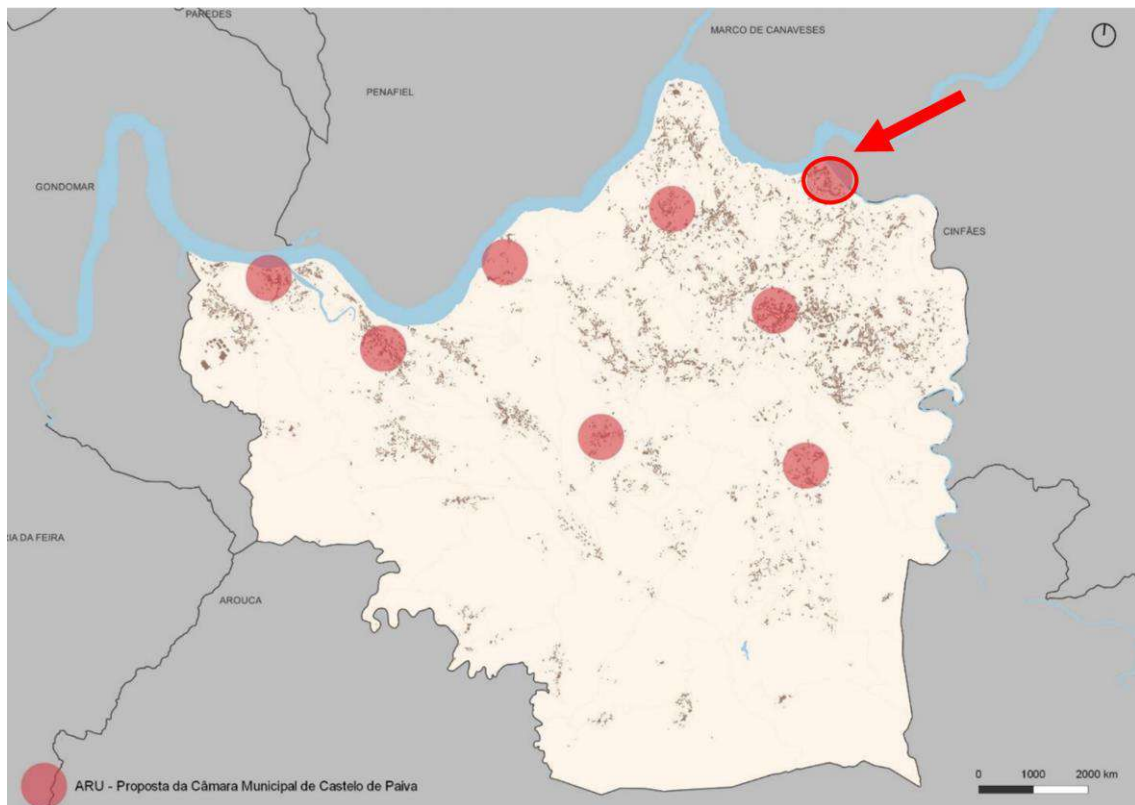 PAREDES
MARCO DE CANAVESES
PENAFIEL
GONDOMAR
CINFÃES
RIA DA FEIRA
AROUCA
ARU - Proposta da Câmara Municipal de Castelo de Paiva
0 1000 2000 km